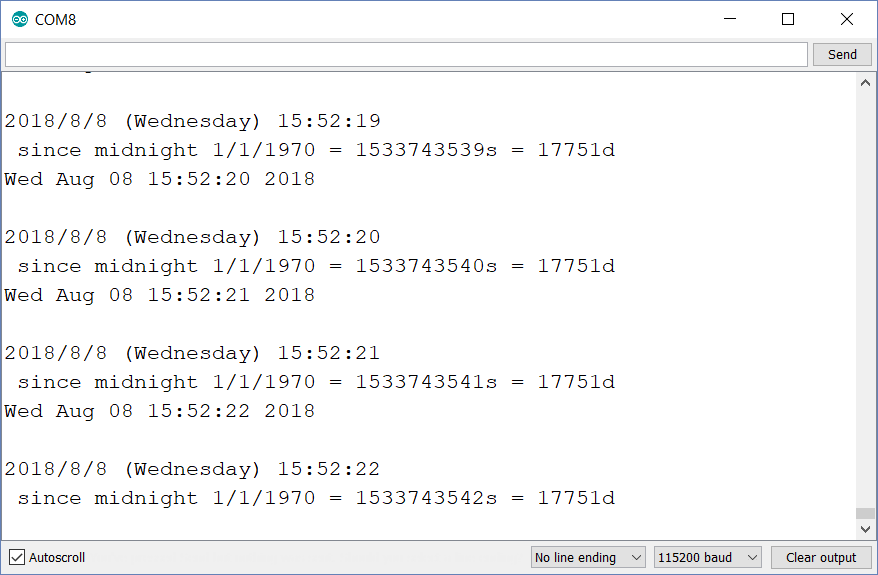 COM8
Send
2018/8/8 (Wednesday) 15:52:19
since midnight 1/1/1970 = 1533743539s = 17751d
Wed Aug 08 15:52:20 2018
2018/8/8 (Wednesday) 15:52:20
since midnight 1/1/1970 = 1533743540s = 17751d
Wed Aug 08 15:52:21 2018
2018/8/8 (Wednesday) 15:52:21
since midnight 1/1/1970 = 1533743541s = 17751d
Wed Aug 08 15:52:22 2018
2018/8/8 (Wednesday) 15:52:22
since midnight 1/1/1970 = 1533743542s = 17751d
Autoscroll No line ending 115200 baud Clear output